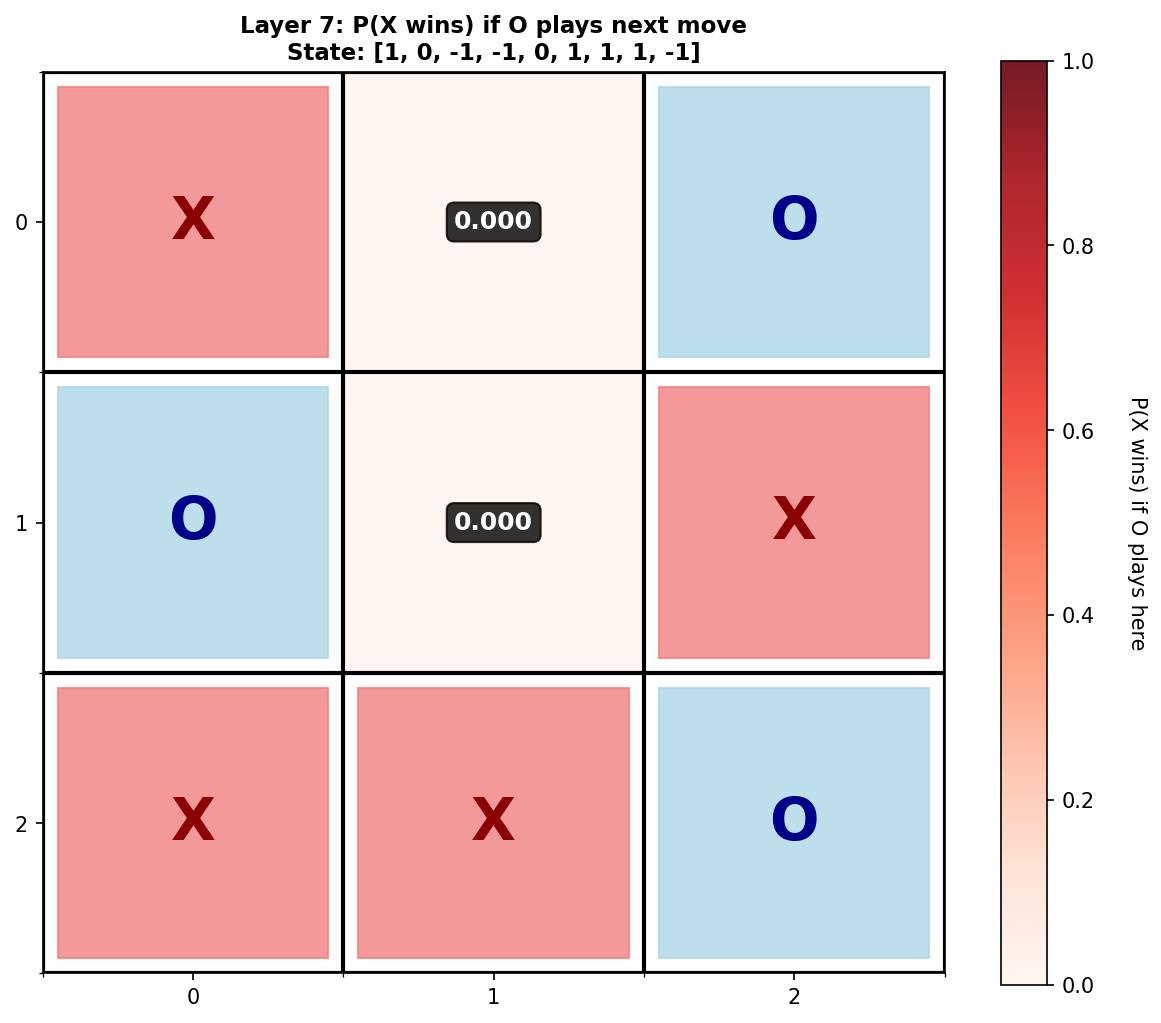 Layer 7: P(X wins) if O plays next move
State: [1, 0, -1, -1, 0, 1, 1, 1, -1]
X
0.000
O
0
O
0.000
X
1
X
X
O
2
0
1
2
1.0
0.8
0.6
0.4
0.2
0.0
P(X wins) if O plays here